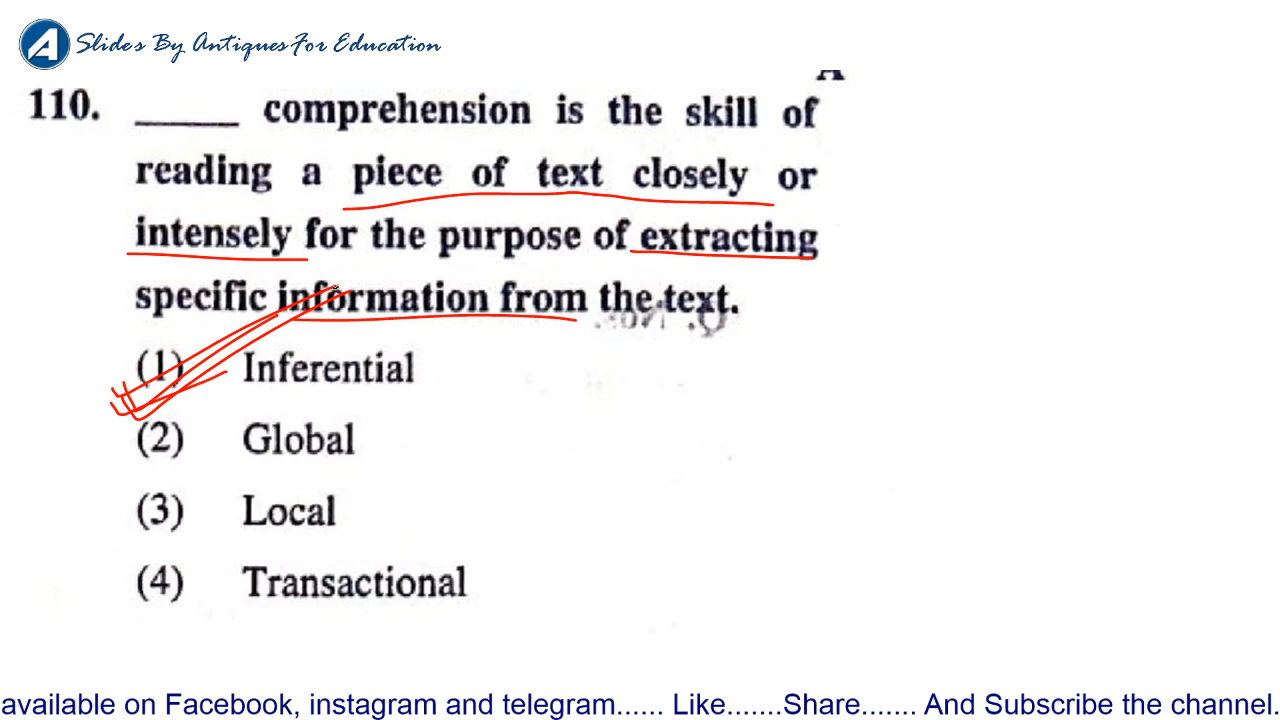 Slides By Antiques For Education
110. _____ comprehension is the skill of
reading a piece of text closely or
intensely for the purpose of extracting
specific information from the text.
(1) Inferential
(2) Global
(3) Local
(4) Transactional
available on Facebook, instagram and telegram...... Like.......Share....... And Subscribe the channel.